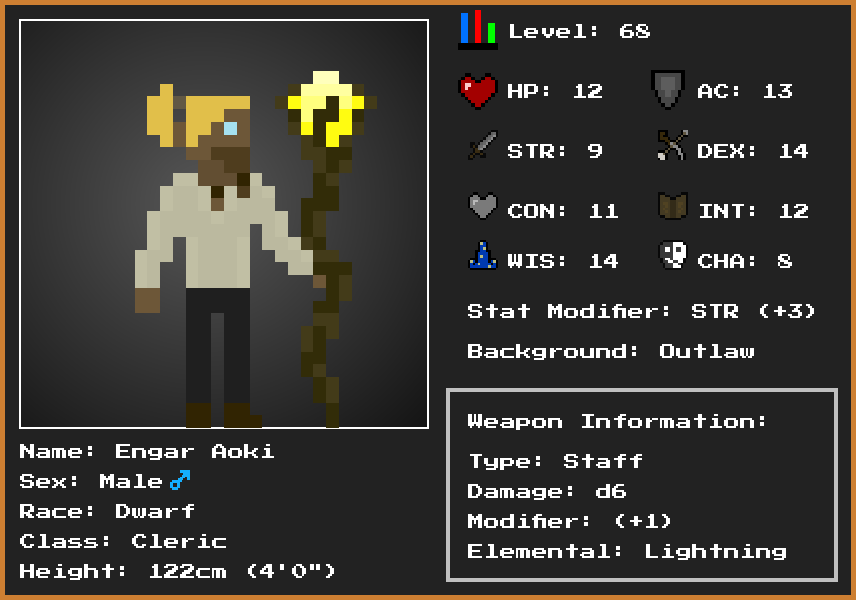 Level: 68
HP: 12
AC: 13
STR: 9
DEX: 14
CON: 11
INT: 12
WIS: 14
CHA: 8
Stat Modifier: STR (+3)
Background: Outlaw
Name: Engar Aoki
Sex: Male♂
Race: Dwarf
Class: Cleric
Height: 122cm (4'0")
Weapon Information:
Type: Staff
Damage: d6
Modifier: (+1)
Elemental: Lightning